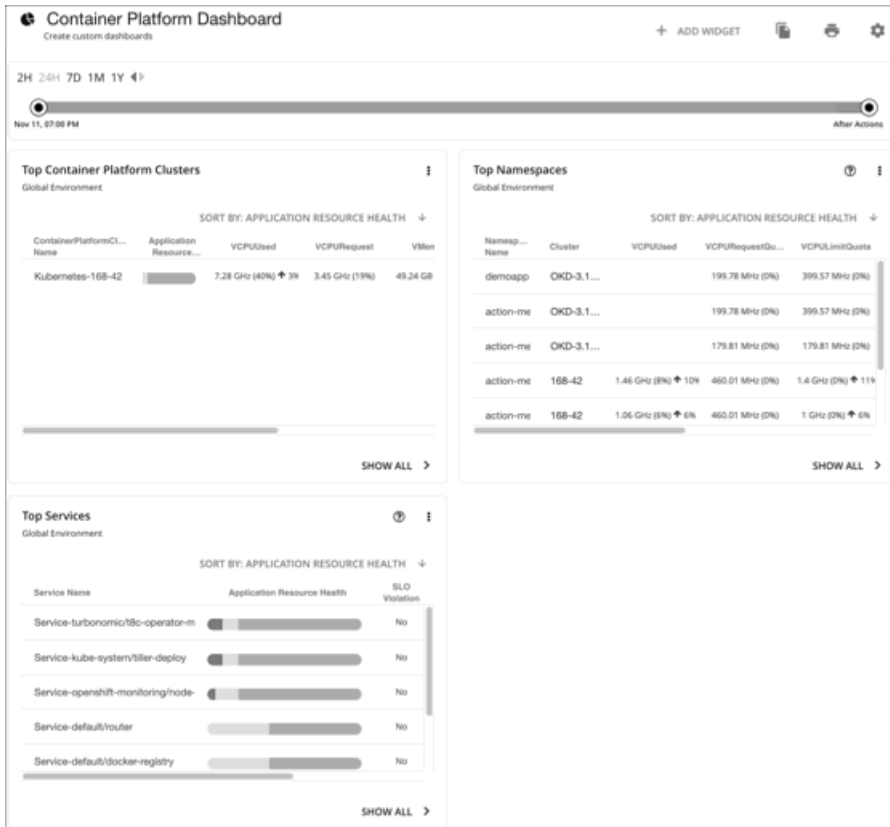 Container Platform Dashboard
Create custom dashboards
+ ADD WIDGET
2H 24H 7D 1M 1Y
Nov 11, 07:00 PM
After Actions
Top Container Platform Clusters
Global Environment
SORT BY: APPLICATION RESOURCE HEALTH
ContainerPlatformCl... Name Application Resource... VCPUUsed VCPURequest VMen
Kubernetes-168-42 7.28 GHz (40%) 3% 3.45 GHz (19%) 49.24 GB
SHOW ALL
Top Namespaces
Global Environment
SORT BY: APPLICATION RESOURCE HEALTH
Namesp... Name Cluster VCPUUsed VCPURequestQu... VCPULimitQuota
demoapp OKD-3.1... 199.78 MHz (0%) 399.57 MHz (0%)
action-me OKD-3.1... 199.78 MHz (0%) 399.57 MHz (0%)
action-me OKD-3.1... 179.81 MHz (0%) 179.81 MHz (0%)
action-me 168-42 1.46 GHz (8%) 10% 460.01 MHz (0%) 1.4 GHz (0%) 11%
action-me 168-42 1.06 GHz (6%) 6% 460.01 MHz (0%) 1 GHz (0%) 6%
SHOW ALL
Top Services
Global Environment
SORT BY: APPLICATION RESOURCE HEALTH
Service Name Application Resource Health SLO Violation
Service-turbonomic/t8c-operator-m No
Service-kube-system/tiller-deploy No
Service-openshift-monitoring/node- No
Service-default/router No
Service-default/docker-registry No
SHOW ALL